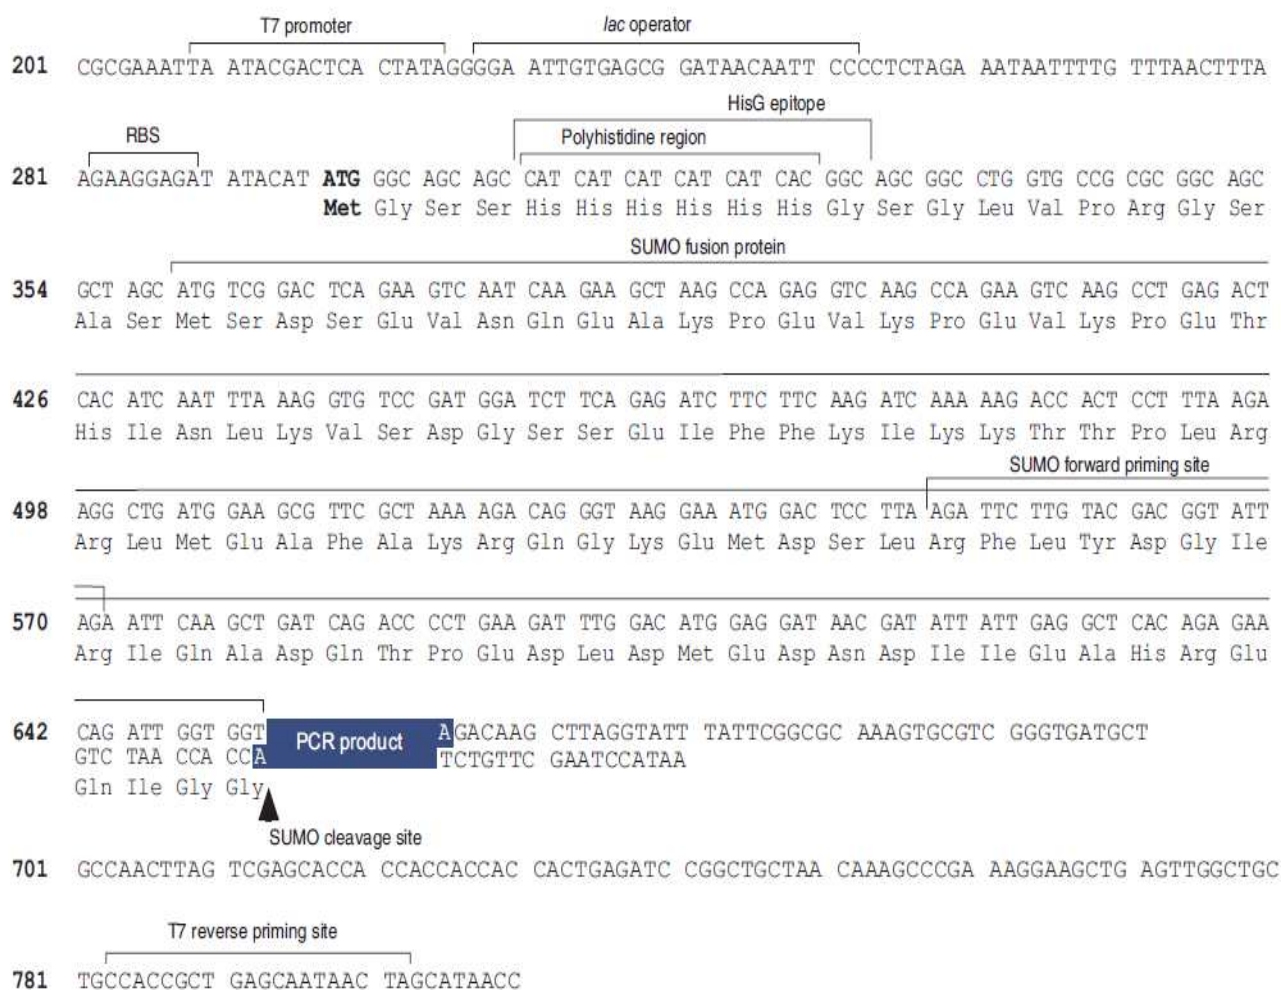 T7 promoter lac operator
201 CGCGAAATTA ATACGACTCA CTATAGGGGA ATTGTGAGCG GATAACAATT CCCCTCTAGA AATAATTTTG TTTAACTTTA
HisG epitope
RBS Polyhistidine region
281 AGAAGGAGAT ATACAT ATG GGC AGC AGC CAT CAT CAT CAT CAT CAC GGC AGC GGC CTG GTG CCG CGC GGC AGC
Met Gly Ser Ser His His His His His His Gly Ser Gly Leu Val Pro Arg Gly Ser
SUMO fusion protein
354 GCT AGC ATG TCG GAC TCA GAA GTC AAT CAA GAA GCT AAG CCA GAG GTC AAG CCA GAA GTC AAG CCT GAG ACT
Ala Ser Met Ser Asp Ser Glu Val Asn Gln Glu Ala Lys Pro Glu Val Lys Pro Glu Val Lys Pro Glu Thr
426 CAC ATC AAT TTA AAG GTG TCC GAT GGA TCT TCA GAG ATC TTC TTC AAG ATC AAA AAG ACC ACT CCT TTA AGA
His Ile Asn Leu Lys Val Ser Asp Gly Ser Ser Glu Ile Phe Phe Lys Ile Lys Lys Thr Thr Pro Leu Arg
SUMO forward priming site
498 AGG CTG ATG GAA GCG TTC GCT AAA AGA CAG GGT AAG GAA ATG GAC TCC TTA AGA TTC TTG TAC GAC GGT ATT
Arg Leu Met Glu Ala Phe Ala Lys Arg Gln Gly Lys Glu Met Asp Ser Leu Arg Phe Leu Tyr Asp Gly Ile
570 AGA ATT CAA GCT GAT CAG ACC CCT GAA GAT TTG GAC ATG GAG GAT AAC GAT ATT ATT GAG GCT CAC AGA GAA
Arg Ile Gln Ala Asp Gln Thr Pro Glu Asp Leu Asp Met Glu Asp Asn Asp Ile Ile Glu Ala His Arg Glu
642 CAG ATT GGT GGT PCR product AGACAAG CTTAGGTATT TATTCGGCGC AAAGTGCGTC GGGTGATGCT
GTC TAA CCA CCA TCTGTTC GAATCCATAA
Gln Ile Gly Gly
SUMO cleavage site
701 GCCAACTTAG TCGAGCACCA CCACCACCAC CACTGAGATC CGGCTGCTAA CAAAGCCCGA AAGGAAGCTG AGTTGGCTGC
T7 reverse priming site
781 TGCCACCGCT GAGCAATAAC TAGCATAACC